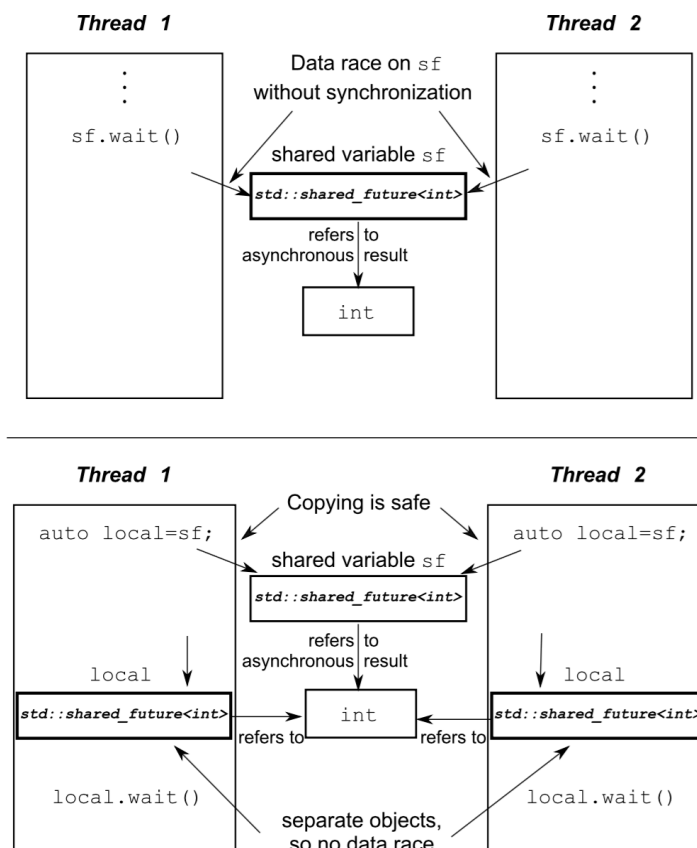 Thread 1
Thread 2
Data race on sf
without synchronization
sf.wait()
sf.wait()
shared variable sf
std::shared_future<int>
refers to
asynchronous result
int
Thread 1
Thread 2
Copying is safe
auto local=sf;
auto local=sf;
shared variable sf
std::shared_future<int>
refers to
asynchronous result
local
local
std::shared_future<int>
int
std::shared_future<int>
refers to
refers to
local.wait()
local.wait()
separate objects,
so no data race